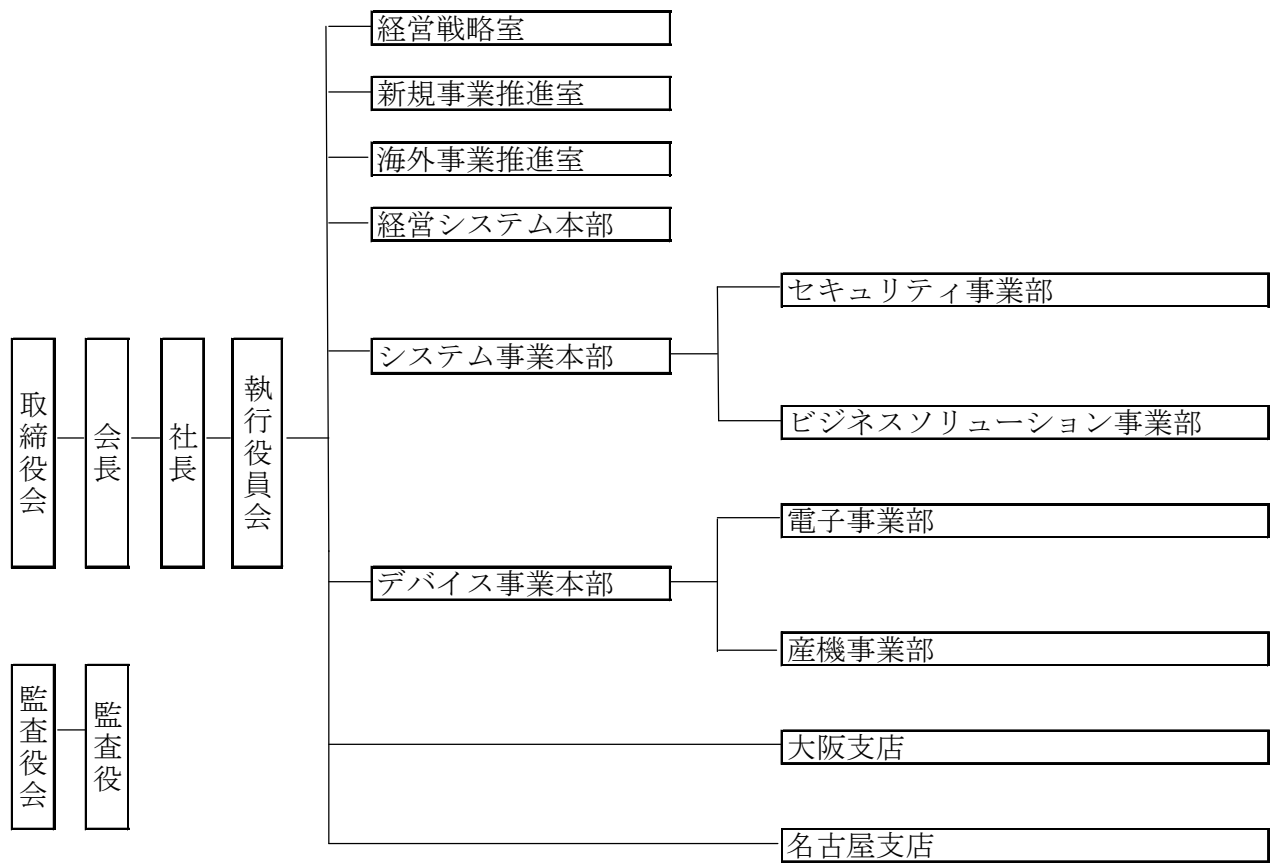 経営戦略室
新規事業推進室
海外事業推進室
経営システム本部
セキュリティ事業部
システム事業本部
ビジネスソリューション事業部
取締役会
会長
社長
執行役員会
電子事業部
デバイス事業本部
産機事業部
監査役会
監査役
大阪支店
名古屋支店